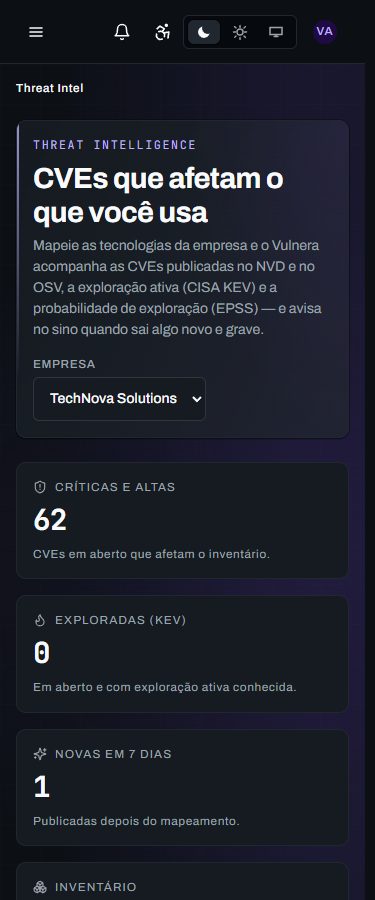 VA
Threat Intel
THREAT INTELLIGENCE
CVEs que afetam o
que você usa
Mapeie as tecnologias da empresa e o Vulnera
acompanha as CVEs publicadas no NVD e no
OSV, a exploração ativa (CISA KEV) e a
probabilidade de exploração (EPSS) — e avisa
no sino quando sai algo novo e grave.
EMPRESA
TechNova Solutions
CRÍTICAS E ALTAS
62
CVEs em aberto que afetam o inventário.
EXPLORADAS (KEV)
0
Em aberto e com exploração ativa conhecida.
NOVAS EM 7 DIAS
1
Publicadas depois do mapeamento.
INVENTÁRIO